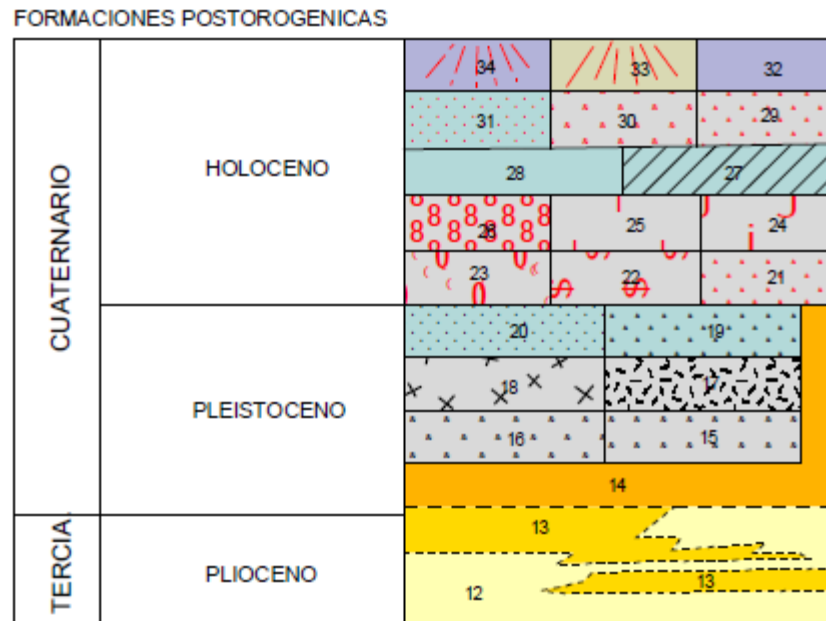 FORMACIONES POSTOROGENICAS
34 33 32
31 30 29
HOLOCENO
28 27
26 25 24
23 22 21
CUATERNARIO
20 19
18 17
PLEISTOCENO
16 15
14
13
TERCIA.
PLIOCENO
13
12